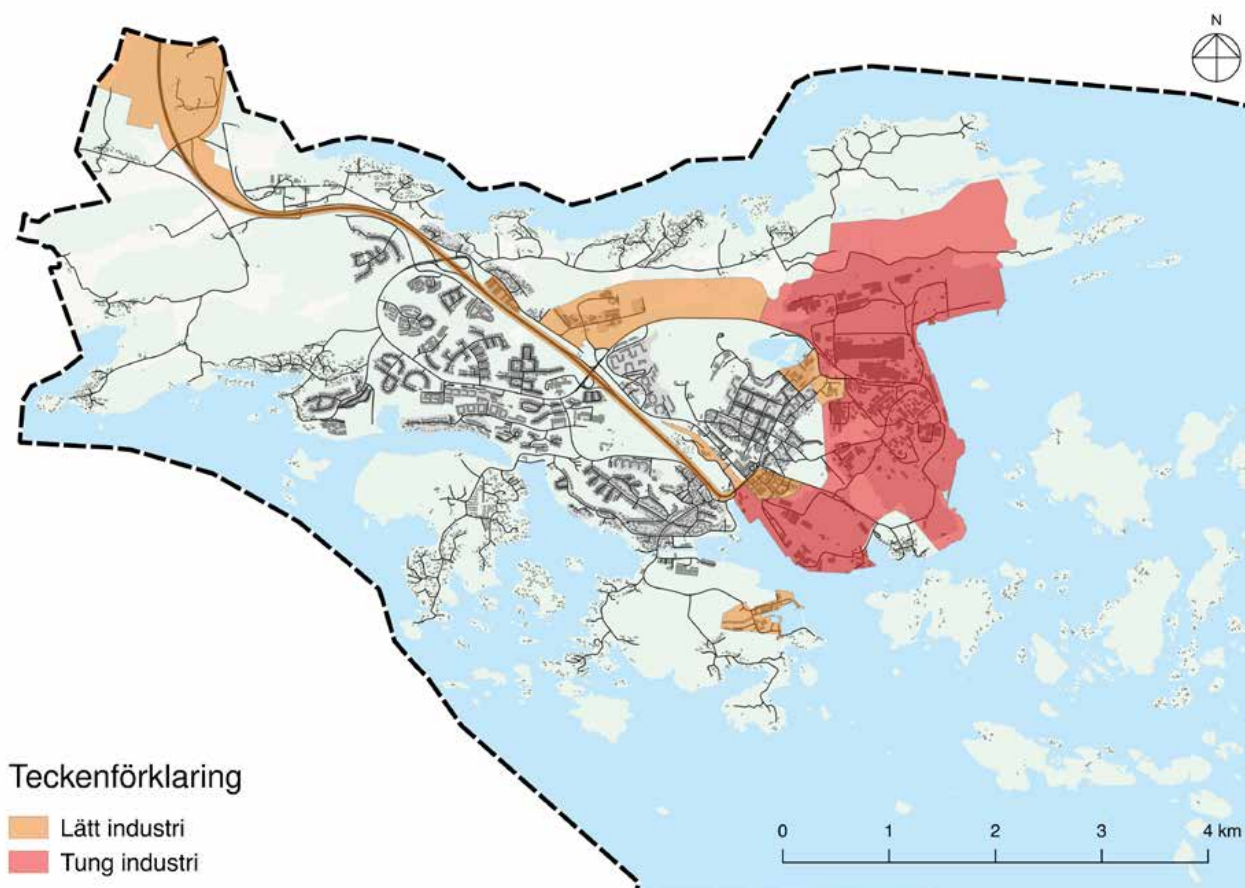 N
Teckenförklaring
Lätt industri
Tung industri
0 1 2 3 4 km